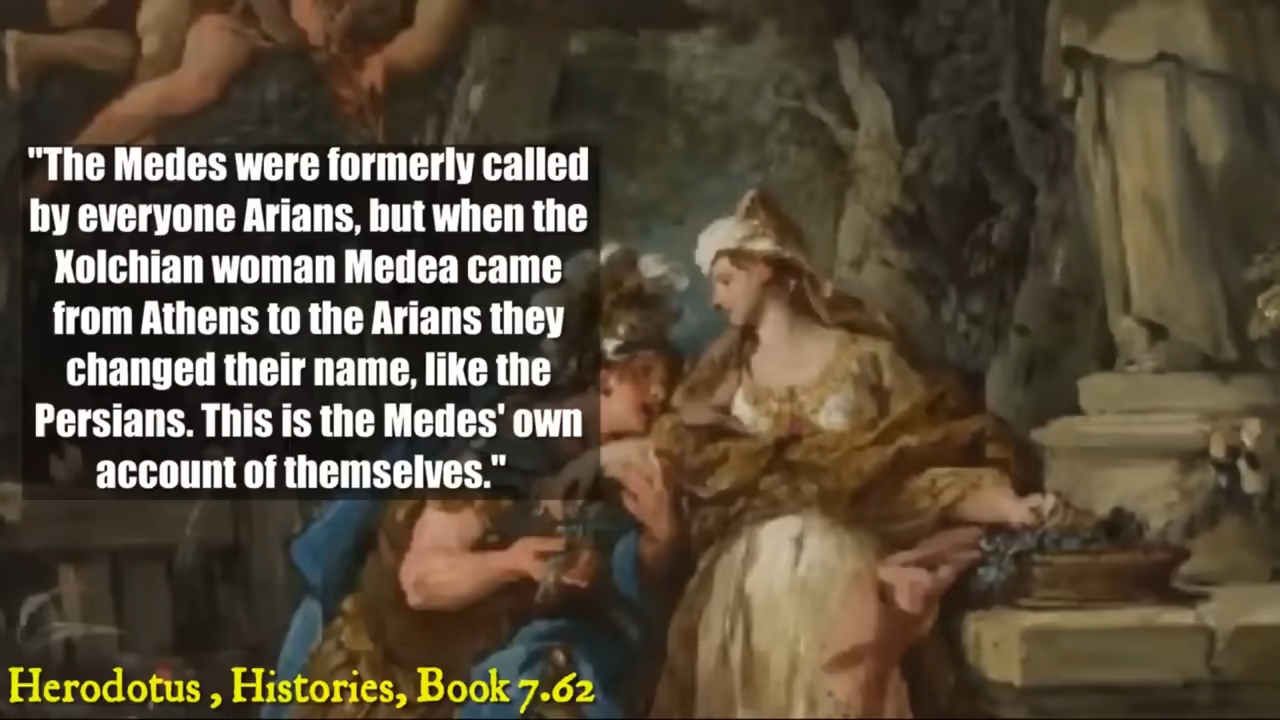 "The Medes were formerly called
by everyone Arians, but when the
Xolchian woman Medea came
from Athens to the Arians they
changed their name, like the
Persians. This is the Medes' own
account of themselves."
Herodotus , Histories, Book 7.62